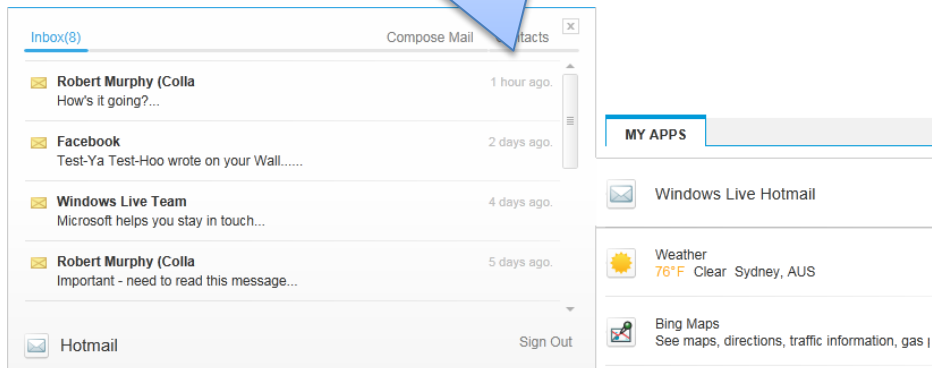 Inbox(8) Compose Mail
Robert Murphy (Colla 1 hour ago.
How's it going?...
Facebook 2 days ago.
Test-Ya Test-Hoo wrote on your Wall......
Windows Live Team 4 days ago.
Microsoft helps you stay in touch...
Robert Murphy (Colla 5 days ago.
Important - need to read this message...
Hotmail Sign Out
MY APPS
Windows Live Hotmail
Weather
76°F Clear Sydney, AUS
Bing Maps
See maps, directions, traffic information, gas